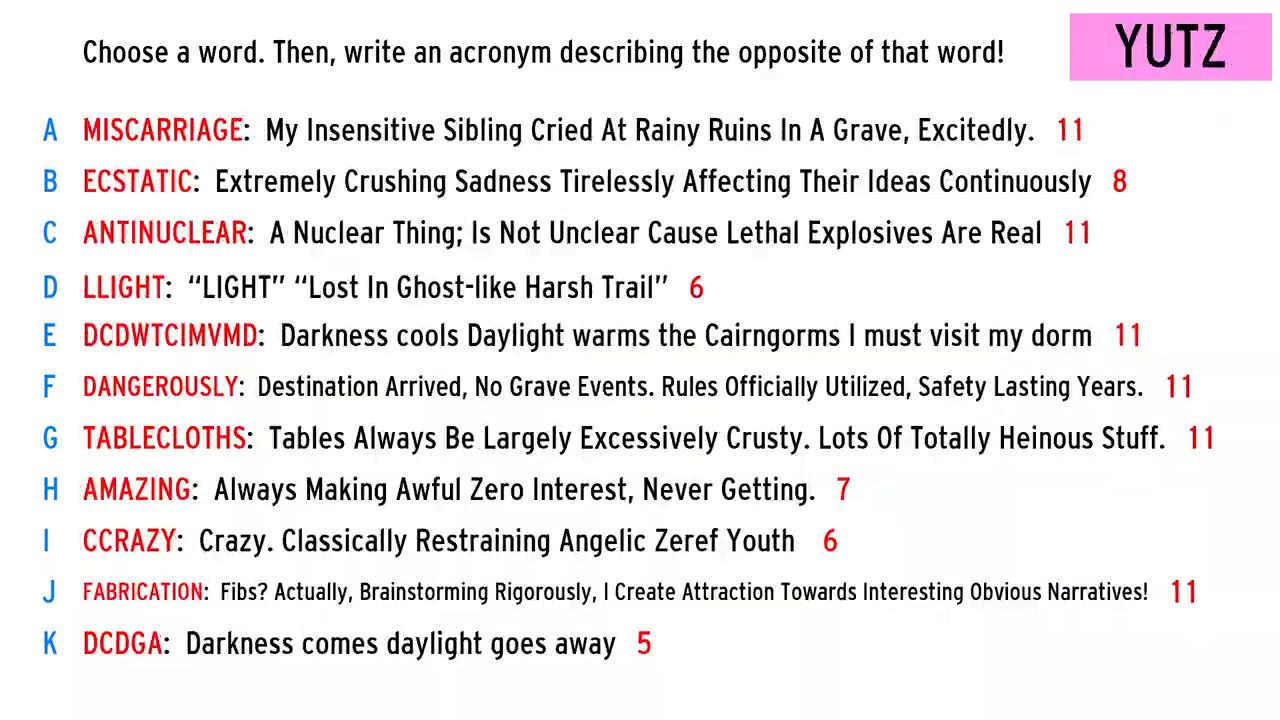 Choose a word. Then, write an acronym describing the opposite of that word!
YUTZ
A MISCARRIAGE: My Insensitive Sibling Cried At Rainy Ruins In A Grave, Excitedly. 11
B ECSTATIC: Extremely Crushing Sadness Tirelessly Affecting Their Ideas Continuously 8
C ANTINUCLEAR: A Nuclear Thing; Is Not Unclear Cause Lethal Explosives Are Real 11
D LLIGHT: “LIGHT” “Lost In Ghost-like Harsh Trail” 6
E DCDWTCIMVMD: Darkness cools Daylight warms the Cairngorms I must visit my dorm 11
F DANGEROUSLY: Destination Arrived, No Grave Events. Rules Officially Utilized, Safety Lasting Years. 11
G TABLECLOTHS: Tables Always Be Largely Excessively Crusty. Lots Of Totally Heinous Stuff. 11
H AMAZING: Always Making Awful Zero Interest, Never Getting. 7
I CCRAZY: Crazy. Classically Restraining Angelic Zeref Youth 6
J FABRICATION: Fibs? Actually, Brainstorming Rigorously, I Create Attraction Towards Interesting Obvious Narratives! 11
K DCDGA: Darkness comes daylight goes away 5